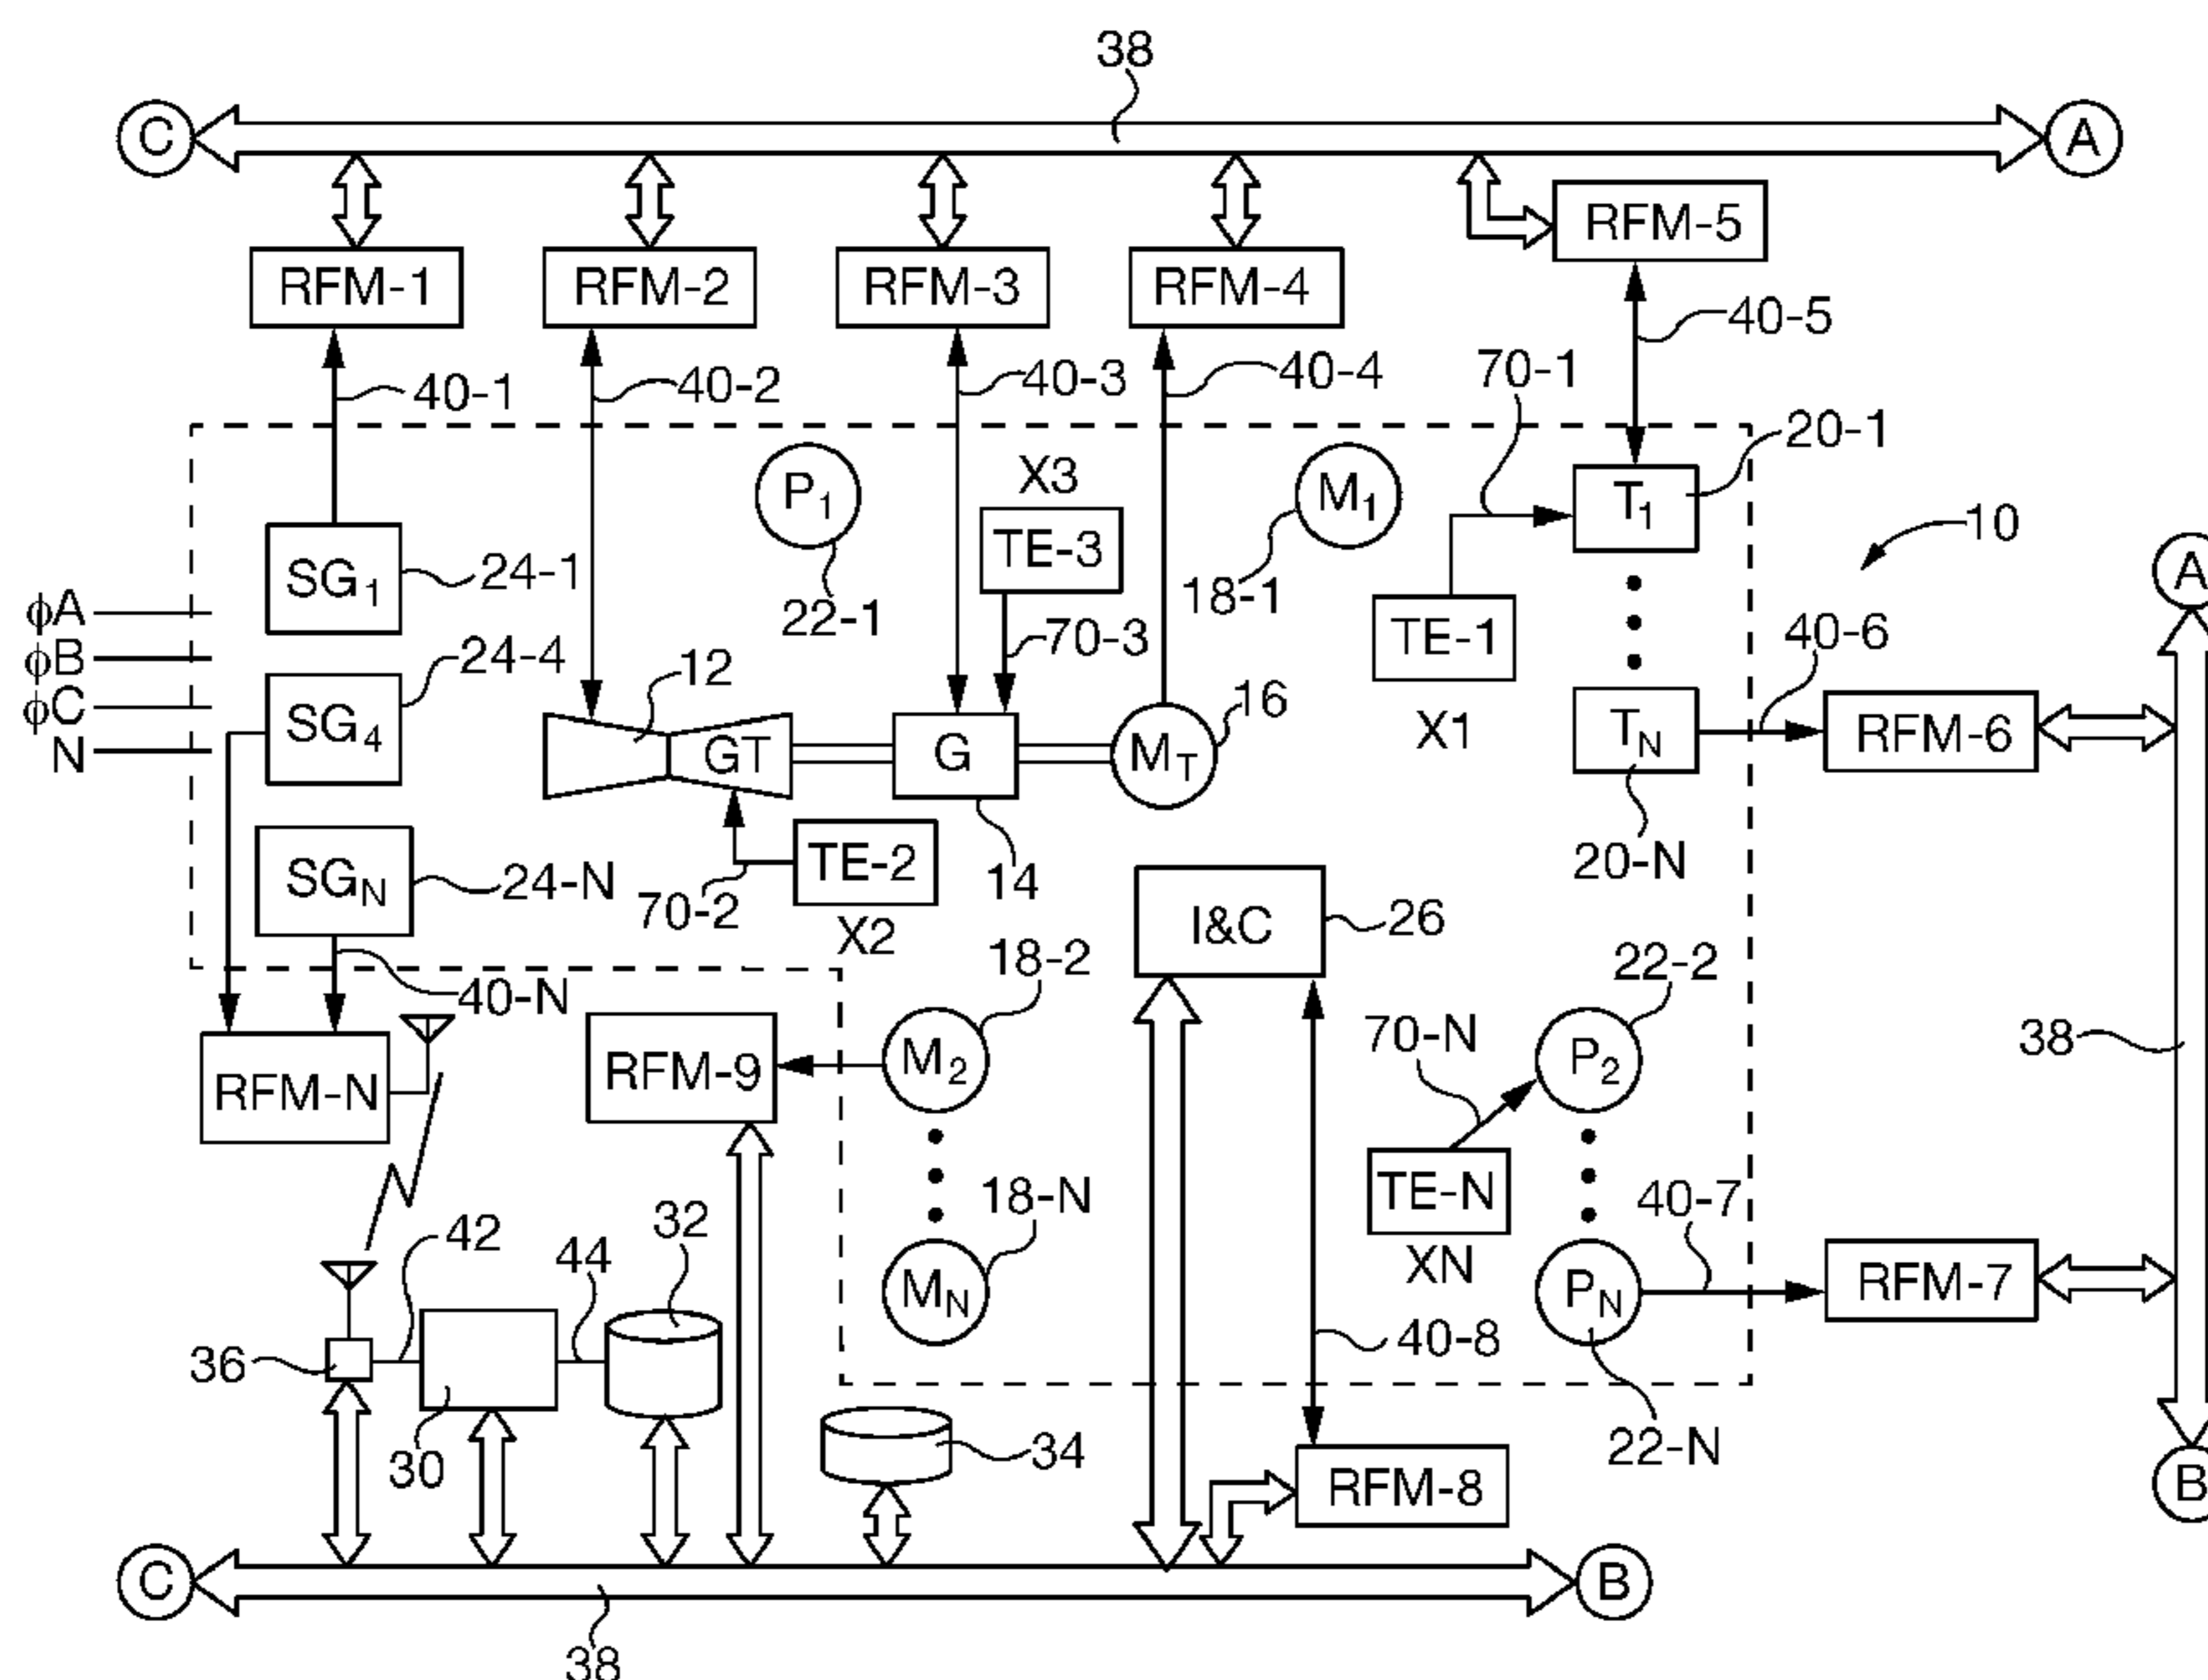 38
C
A
RFM-1
RFM-2
RFM-3
RFM-4
RFM-5
40-1
40-2
40-3
40-4
70-1
40-5
20-1
P1
X3
M1
T1
10
SG1
24-1
22-1
TE-3
18-1
TE-1
A
ϕA
ϕB
ϕC
N
24-4
SG4
12
70-3
16
X1
40-6
GT
G
MT
TN
RFM-6
SGN
24-N
70-2
TE-2
X2
14
20-N
I&C
26
40-N
18-2
22-2
RFM-N
RFM-9
M2
70-N
P2
38
42
44
32
18-N
TE-N
XN
40-7
MN
PN
RFM-7
36
30
40-8
34
22-N
RFM-8
B
C
B
38